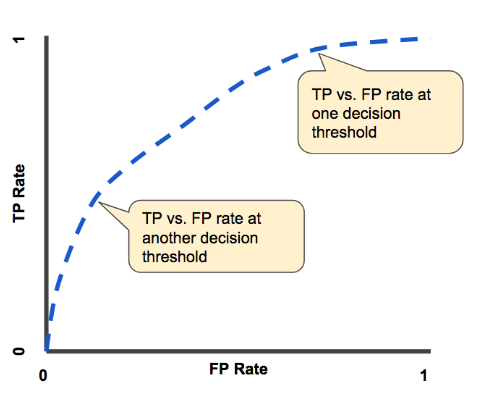 1
TP vs. FP rate at
one decision
threshold
TP Rate
TP vs. FP rate at
another decision
threshold
0
0
FP Rate
1